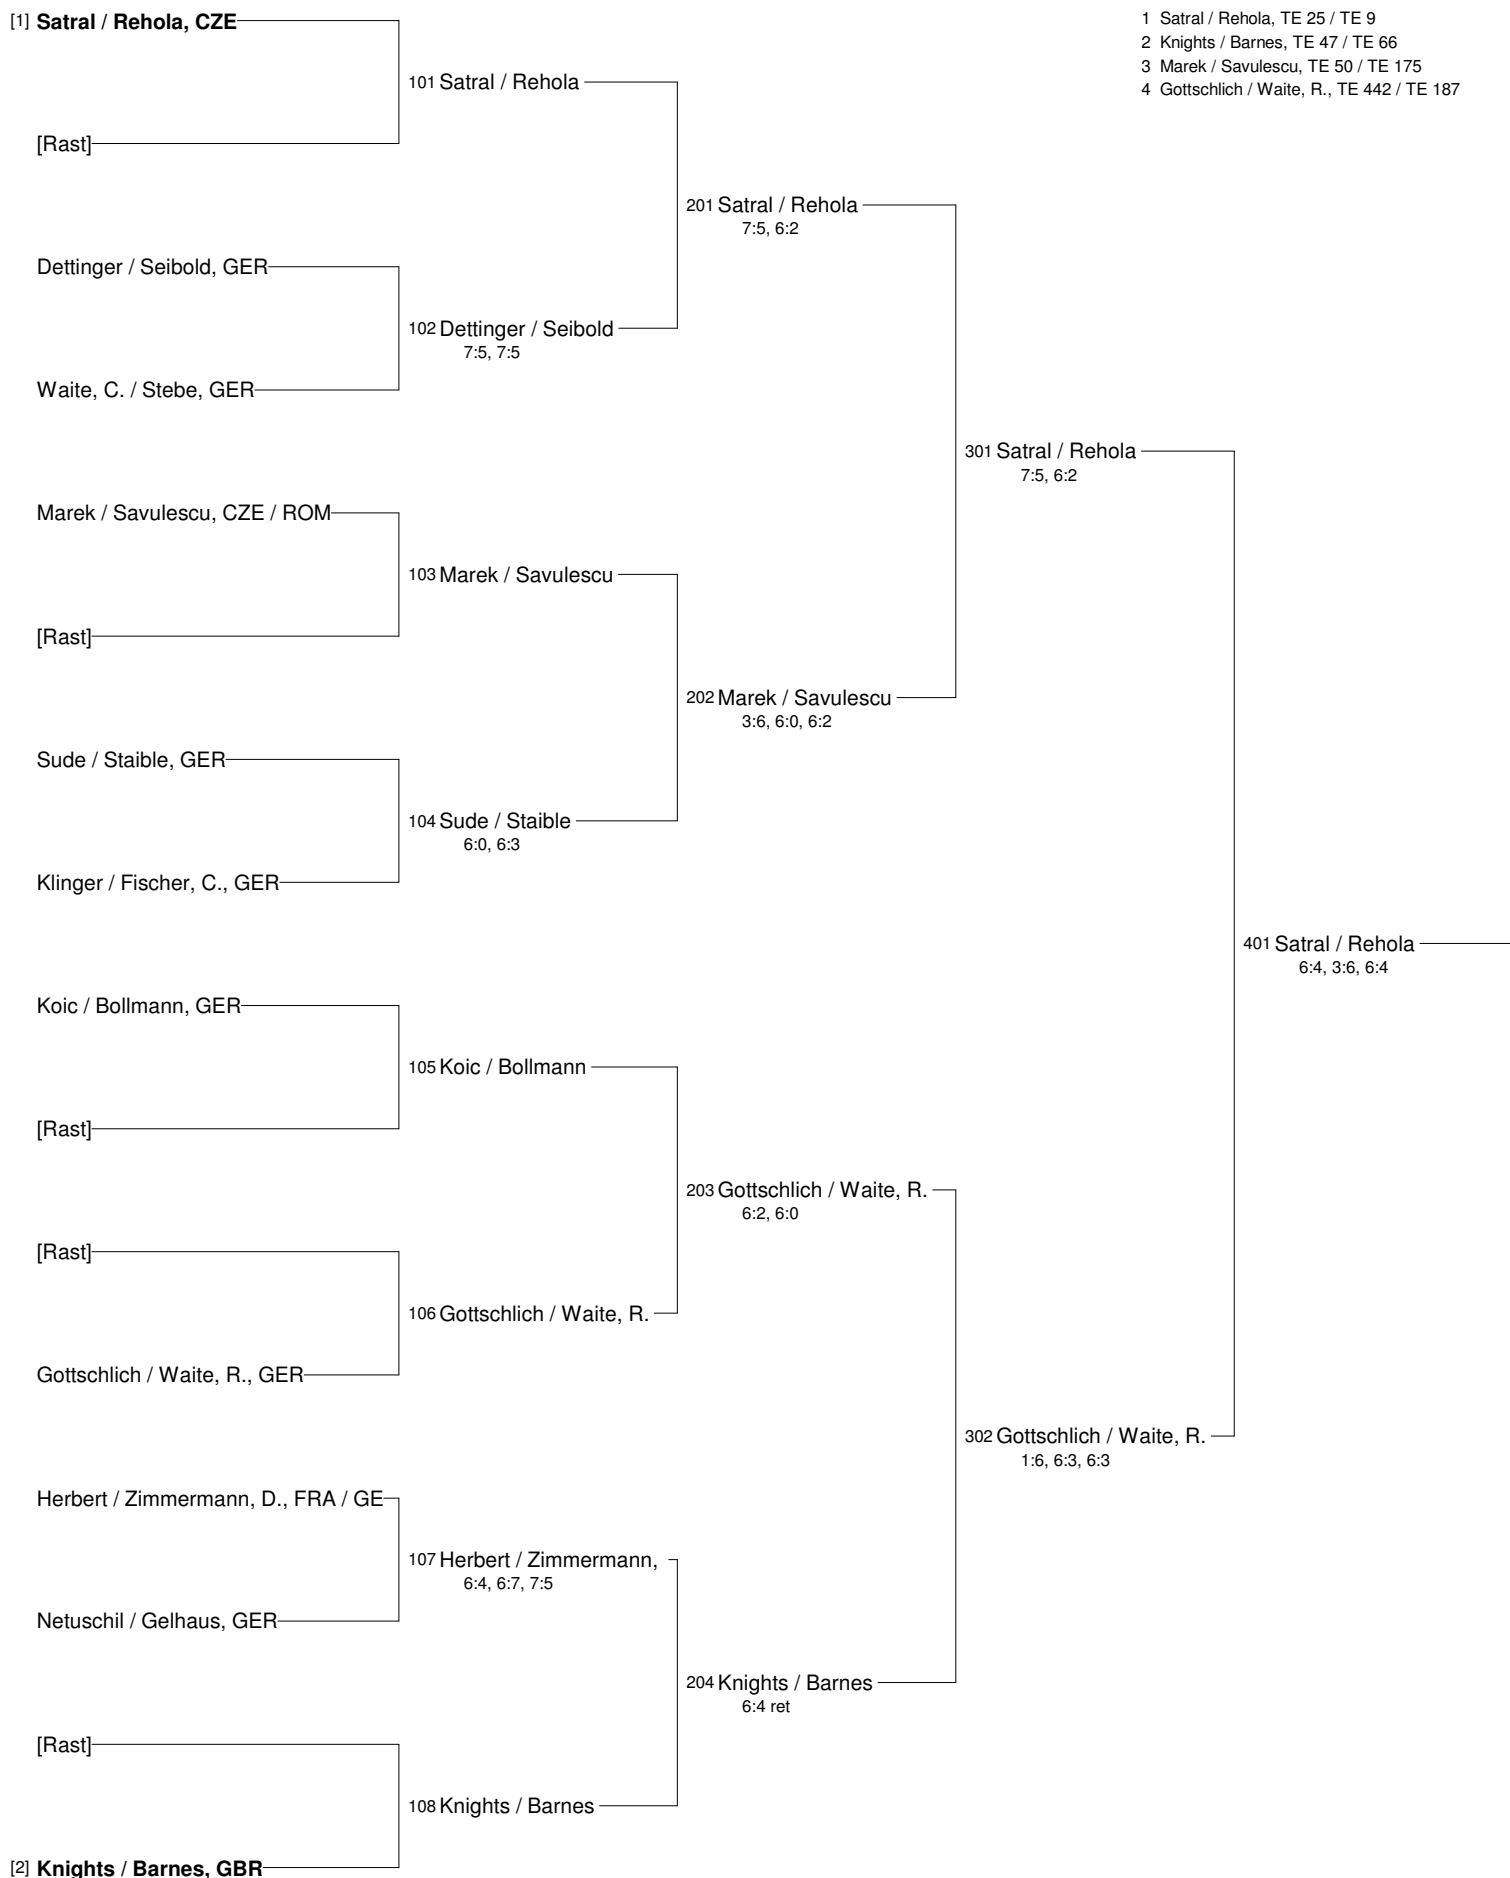 [1] Satral / Rehola, CZE
1 Satral / Rehola, TE 25 / TE 9
2 Knights / Barnes, TE 47 / TE 66
3 Marek / Savulescu, TE 50 / TE 175
4 Gottschlich / Waite, R., TE 442 / TE 187
101 Satral / Rehola
[Rast]
201 Satral / Rehola
7:5, 6:2
Dettinger / Seibold, GER
102 Dettinger / Seibold
7:5, 7:5
Waite, C. / Stebe, GER
301 Satral / Rehola
7:5, 6:2
Marek / Savulescu, CZE / ROM
103 Marek / Savulescu
[Rast]
202 Marek / Savulescu
3:6, 6:0, 6:2
Sude / Staible, GER
104 Sude / Staible
6:0, 6:3
Klinger / Fischer, C., GER
401 Satral / Rehola
6:4, 3:6, 6:4
Koic / Bollmann, GER
105 Koic / Bollmann
[Rast]
203 Gottschlich / Waite, R.
6:2, 6:0
[Rast]
106 Gottschlich / Waite, R.
Gottschlich / Waite, R., GER
302 Gottschlich / Waite, R.
1:6, 6:3, 6:3
Herbert / Zimmermann, D., FRA / GE
107 Herbert / Zimmermann,
6:4, 6:7, 7:5
Netuschil / Gelhaus, GER
204 Knights / Barnes
6:4 ret
[Rast]
108 Knights / Barnes
[2] Knights / Barnes, GBR